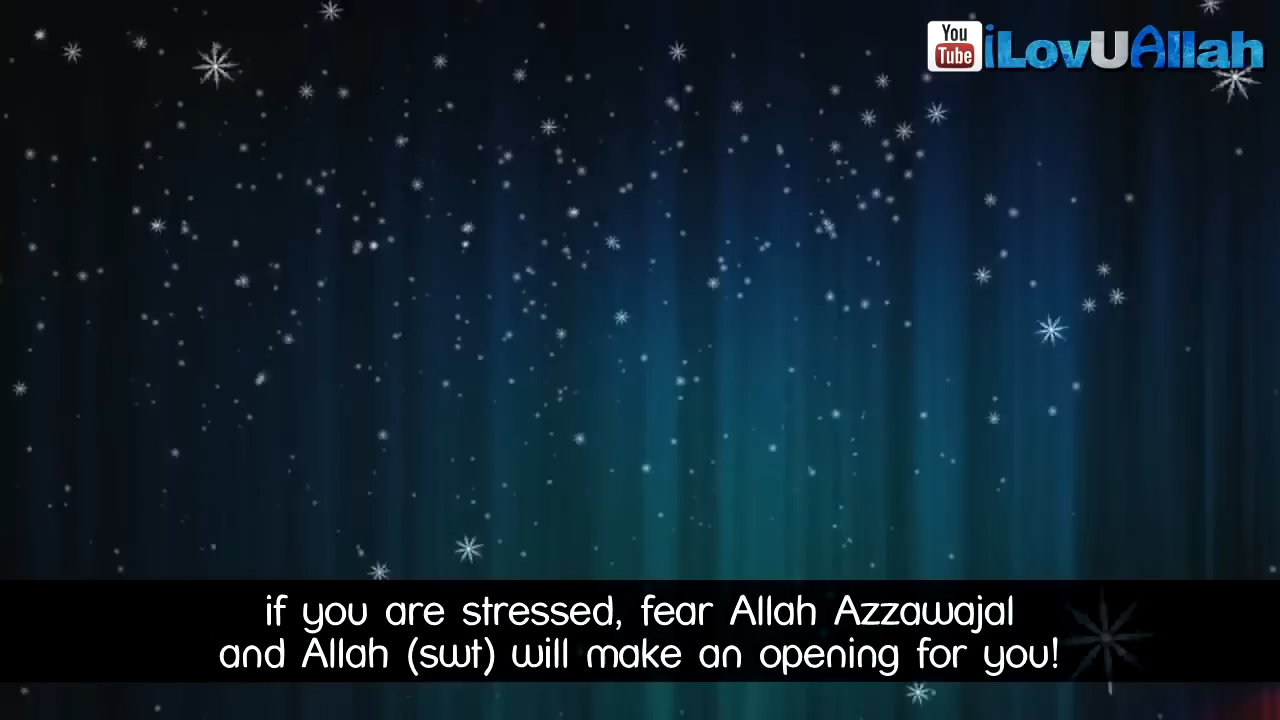 You
Tube
iLovUAllah
if you are stressed, fear Allah Azzawajal
and Allah (swt) will make an opening for you!